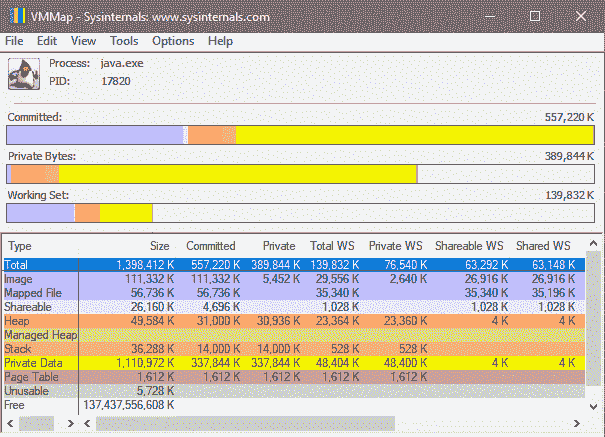 VMMap - Sysinternals: www.sysinternals.com
File Edit View Tools Options Help
Process: java.exe
PID: 17820
Committed: 557,220 K
Private Bytes: 389,844 K
Working Set: 139,832 K
Type Size Committed Private Total WS Private WS Shareable WS Shared WS
Total 1,398,412 K 557,220 K 389,844 K 139,832 K 76,540 K 63,292 K 63,148 K
Image 111,332 K 111,332 K 5,452 K 29,556 K 2,640 K 26,916 K 26,916 K
Mapped File 56,736 K 56,736 K 35,340 K 35,340 K 35,196 K
Shareable 26,160 K 4,696 K 1,028 K 1,028 K 1,028 K
Heap 49,584 K 31,000 K 30,936 K 23,364 K 23,360 K 4 K 4 K
Managed Heap
Stack 36,288 K 14,000 K 14,000 K 528 K 528 K
Private Data 1,110,972 K 337,844 K 337,844 K 48,404 K 48,400 K 4 K 4 K
Page Table 1,612 K 1,612 K 1,612 K 1,612 K 1,612 K
Unusable 5,728 K
Free 137,437,556,608 K